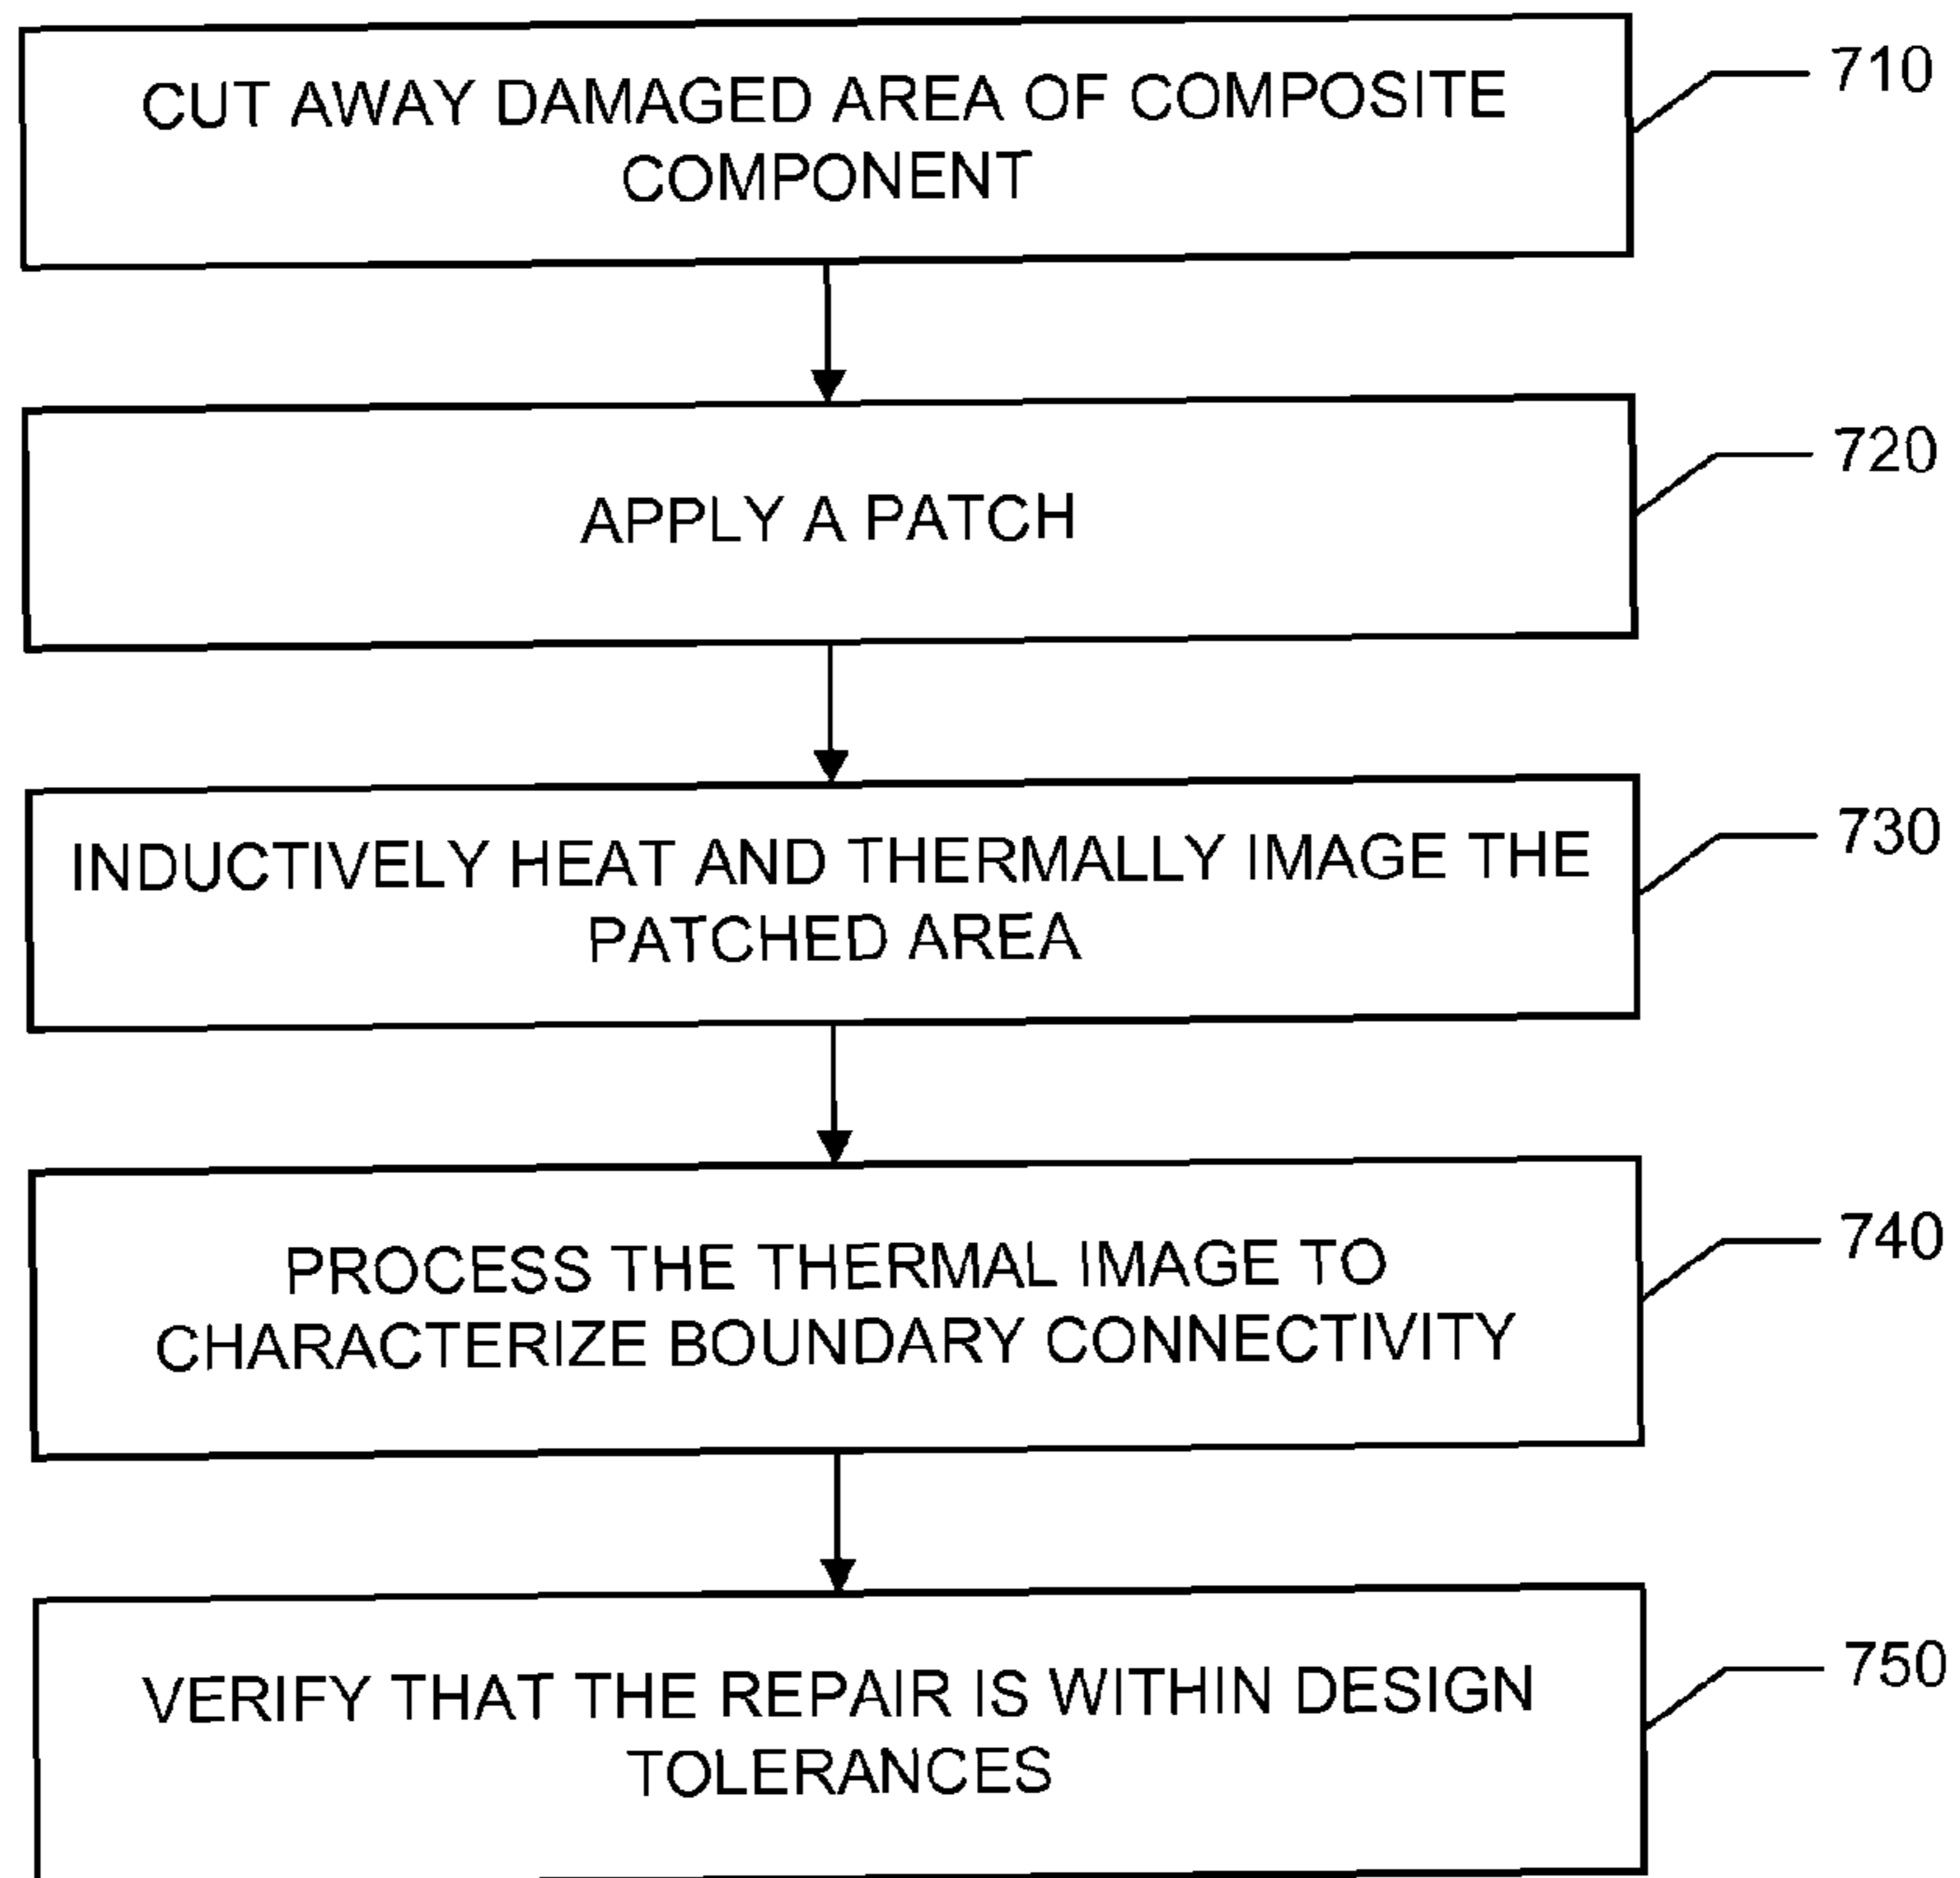 CUT AWAY DAMAGED AREA OF COMPOSITE
COMPONENT
710
APPLY A PATCH
720
INDUCTIVELY HEAT AND THERMALLY IMAGE THE
PATCHED AREA
730
PROCESS THE THERMAL IMAGE TO
CHARACTERIZE BOUNDARY CONNECTIVITY
740
VERIFY THAT THE REPAIR IS WITHIN DESIGN
TOLERANCES
750